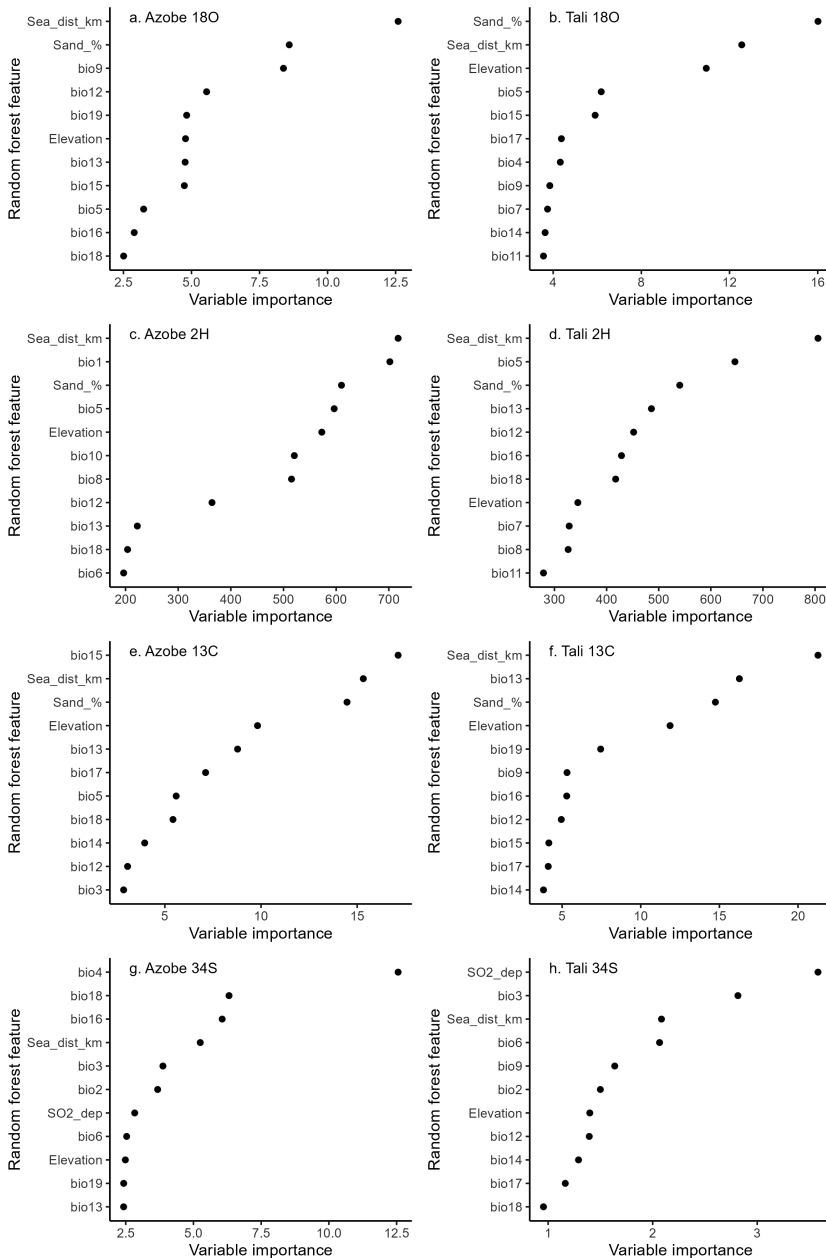 a. Azobe 18O
Random forest feature
Sea_dist_km
Sand_%
bio9
bio12
bio19
Elevation
bio13
bio15
bio5
bio16
bio18
2.5 5.0 7.5 10.0 12.5
Variable importance
b. Tali 18O
Random forest feature
Sand_%
Sea_dist_km
Elevation
bio5
bio15
bio17
bio4
bio9
bio7
bio14
bio11
4 8 12 16
Variable importance
c. Azobe 2H
Random forest feature
Sea_dist_km
bio1
Sand_%
bio5
Elevation
bio10
bio8
bio12
bio13
bio18
bio6
200 300 400 500 600 700
Variable importance
d. Tali 2H
Random forest feature
Sea_dist_km
bio5
Sand_%
bio13
bio12
bio16
bio18
Elevation
bio7
bio8
bio11
300 400 500 600 700 800
Variable importance
e. Azobe 13C
Random forest feature
bio15
Sea_dist_km
Sand_%
Elevation
bio13
bio17
bio5
bio18
bio14
bio12
bio3
5 10 15
Variable importance
f. Tali 13C
Random forest feature
Sea_dist_km
bio13
Sand_%
Elevation
bio19
bio9
bio16
bio12
bio15
bio17
bio14
5 10 15 20
Variable importance
g. Azobe 34S
Random forest feature
bio4
bio18
bio16
Sea_dist_km
bio3
bio2
SO2_dep
bio6
Elevation
bio19
bio13
2.5 5.0 7.5 10.0 12.5
Variable importance
h. Tali 34S
Random forest feature
SO2_dep
bio3
Sea_dist_km
bio6
bio9
bio2
Elevation
bio12
bio14
bio17
bio18
1 2 3
Variable importance